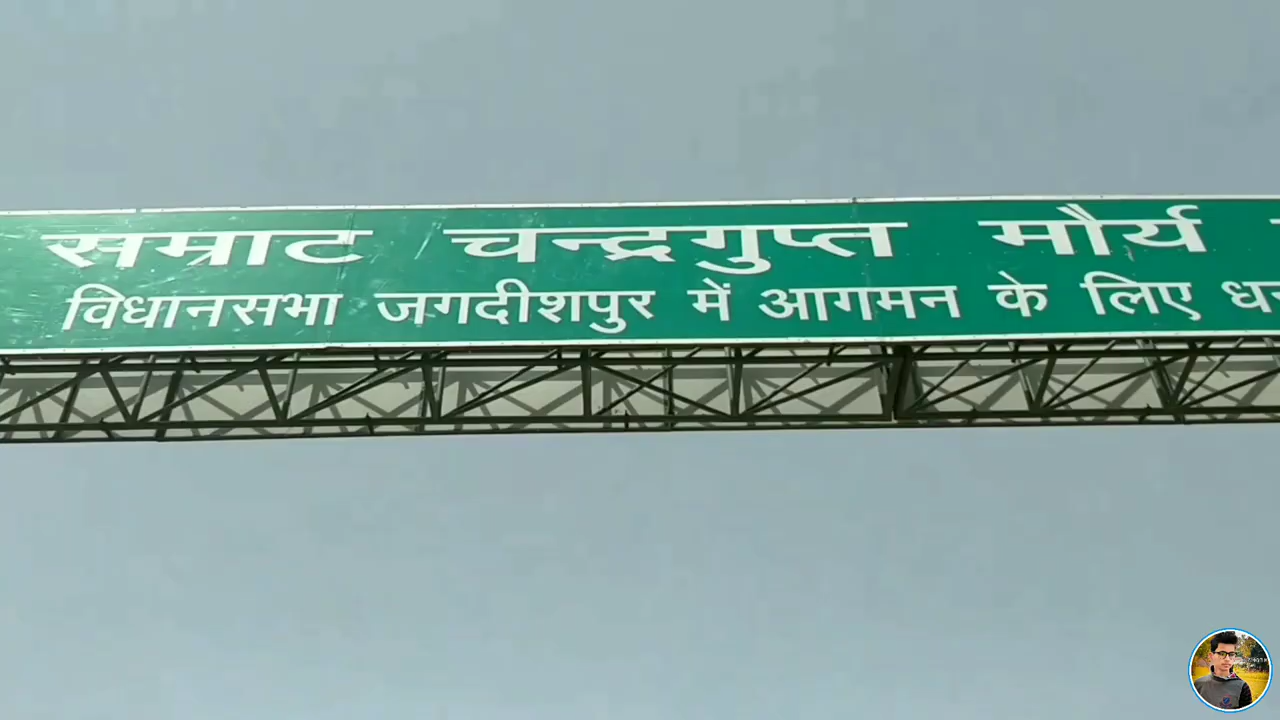 सम्राट चन्द्रगुप्त मौर्य
विधानसभा जगदीशपुर में आगमन के लिए